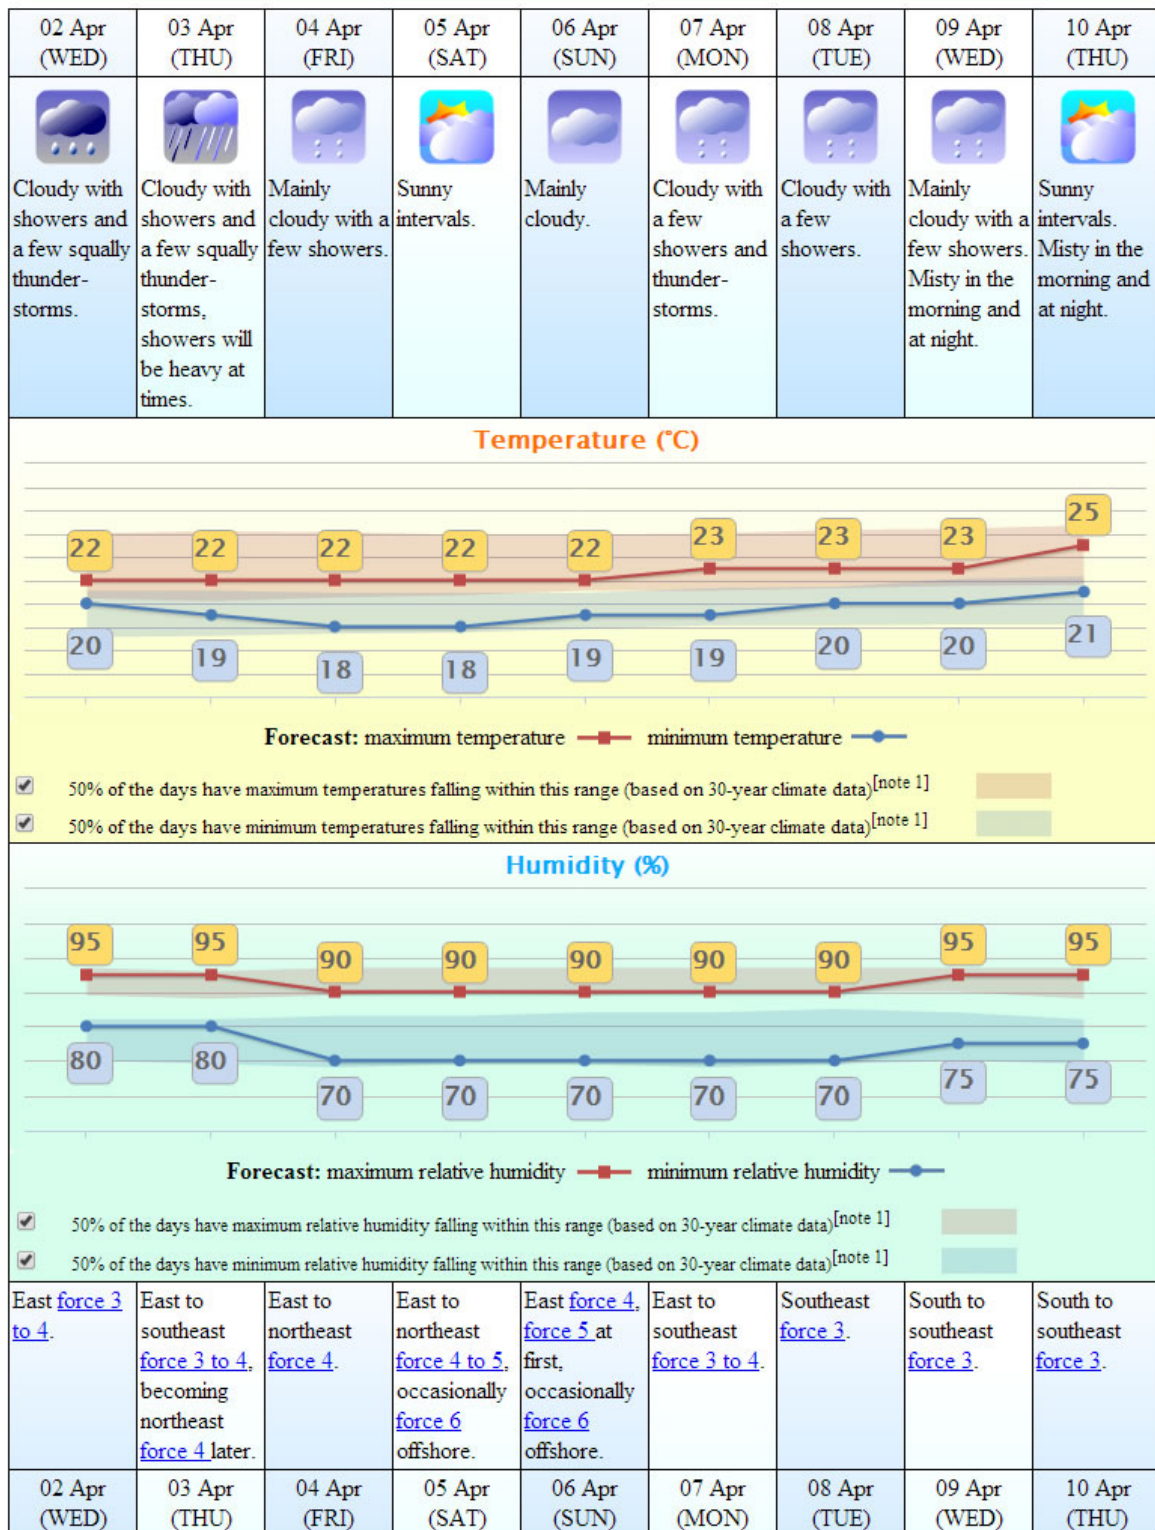 02 Apr
(WED)
03 Apr
(THU)
04 Apr
(FRI)
05 Apr
(SAT)
06 Apr
(SUN)
07 Apr
(MON)
08 Apr
(TUE)
09 Apr
(WED)
10 Apr
(THU)
Cloudy with
showers and
a few squally
thunder-
storms.
Cloudy with
showers and
a few squally
thunder-
storms,
showers will
be heavy at
times.
Mainly
cloudy with a
few showers.
Sunny
intervals.
Mainly
cloudy.
Cloudy with
a few
showers and
thunder-
storms.
Cloudy with
a few
showers.
Mainly
cloudy with a
few showers.
Misty in the
morning and
at night.
Sunny
intervals.
Misty in the
morning and
at night.
Temperature (°C)
22 22 22 22 22 23 23 23 25
20 19 18 18 19 19 20 20 21
Forecast: maximum temperature minimum temperature
50% of the days have maximum temperatures falling within this range (based on 30-year climate data)[note 1]
50% of the days have minimum temperatures falling within this range (based on 30-year climate data)[note 1]
Humidity (%)
95 95 90 90 90 90 90 95 95
80 80 70 70 70 70 70 75 75
Forecast: maximum relative humidity minimum relative humidity
50% of the days have maximum relative humidity falling within this range (based on 30-year climate data)[note 1]
50% of the days have minimum relative humidity falling within this range (based on 30-year climate data)[note 1]
East force 3
to 4.
East to
southeast
force 3 to 4,
becoming
northeast
force 4 later.
East to
northeast
force 4.
East to
northeast
force 4 to 5,
occasionally
force 6
offshore.
East force 4,
force 5 at
first,
occasionally
force 6
offshore.
East to
southeast
force 3 to 4.
Southeast
force 3.
South to
southeast
force 3.
South to
southeast
force 3.
02 Apr
(WED)
03 Apr
(THU)
04 Apr
(FRI)
05 Apr
(SAT)
06 Apr
(SUN)
07 Apr
(MON)
08 Apr
(TUE)
09 Apr
(WED)
10 Apr
(THU)